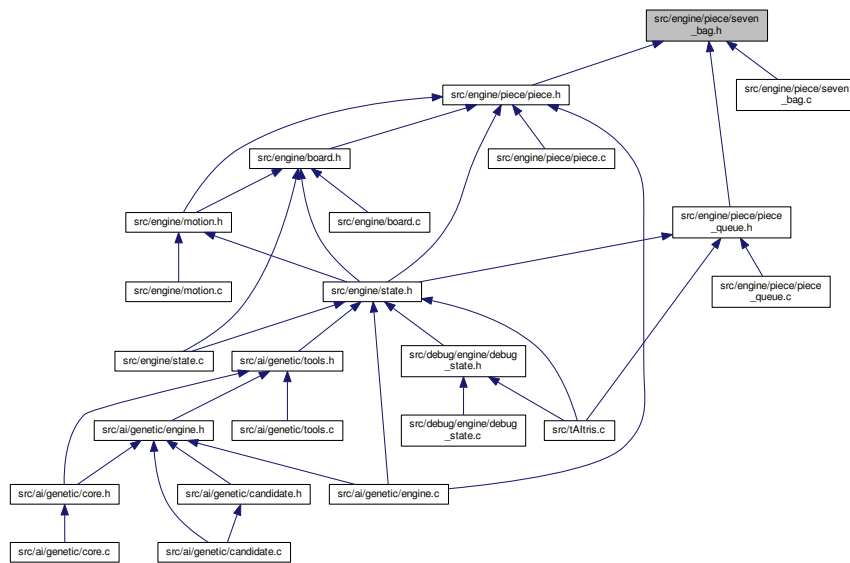 src/engine/piece/seven
_bag.h
src/engine/piece/piece.h
src/engine/piece/seven
_bag.c
src/engine/board.h
src/engine/piece/piece.c
src/engine/motion.h
src/engine/board.c
src/engine/piece/piece
_queue.h
src/engine/motion.c
src/engine/state.h
src/engine/piece/piece
_queue.c
src/engine/state.c
src/ai/genetic/tools.h
src/debug/engine/debug
_state.h
src/ai/genetic/engine.h
src/ai/genetic/tools.c
src/debug/engine/debug
_state.c
src/tAItris.c
src/ai/genetic/core.h
src/ai/genetic/candidate.h
src/ai/genetic/engine.c
src/ai/genetic/core.c
src/ai/genetic/candidate.c